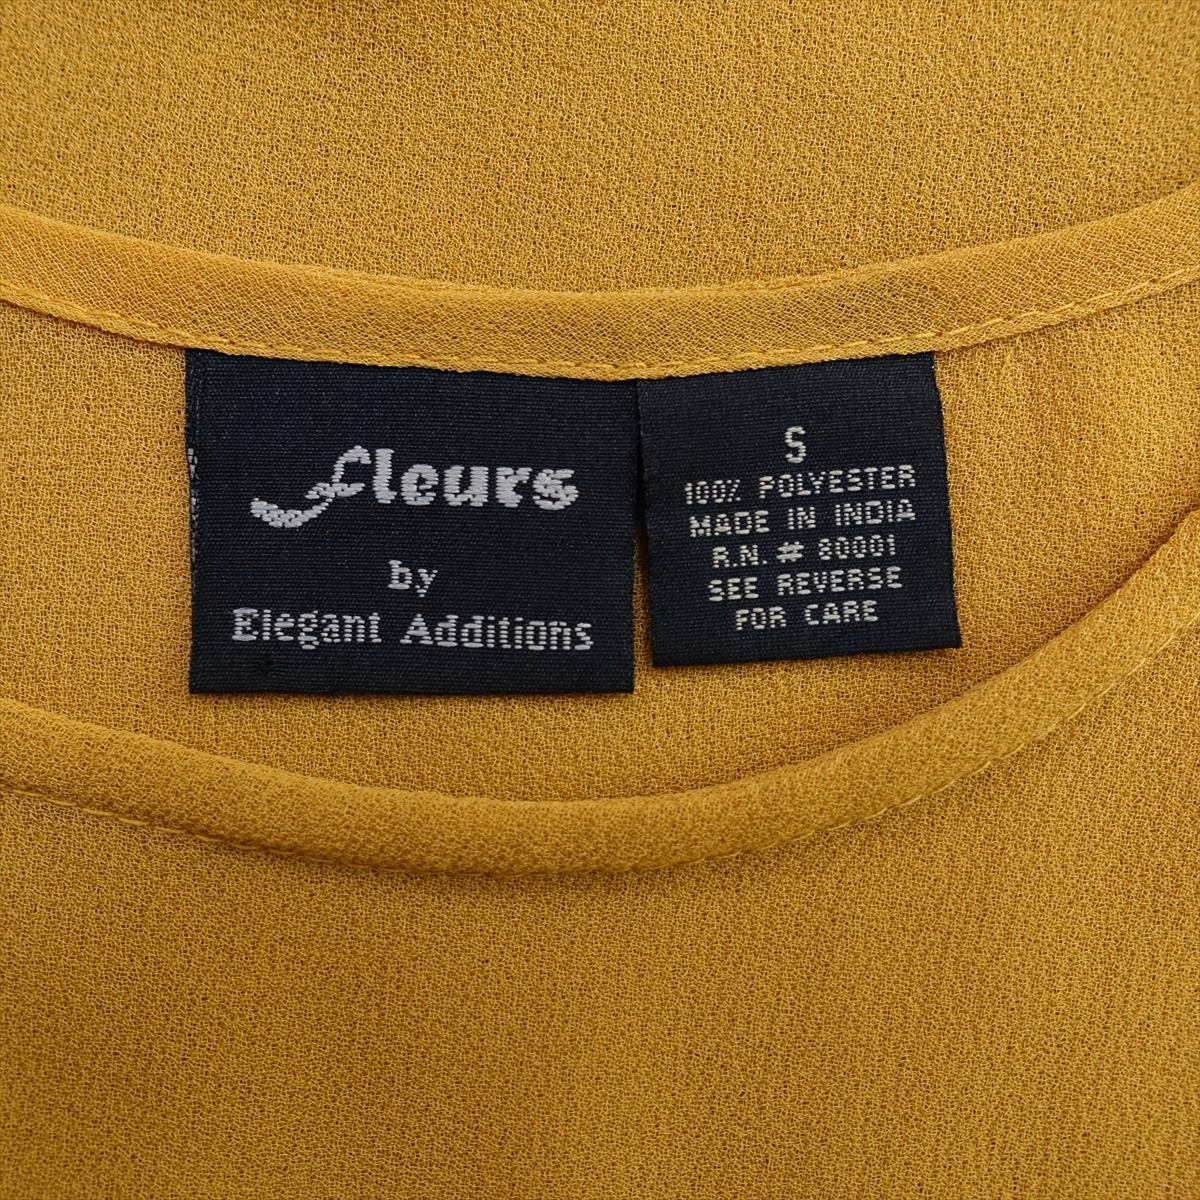 fleurs
by
Elegant Additions
S
100% POLYESTER
MADE IN INDIA
R.N. # 80001
SEE REVERSE
FOR CARE